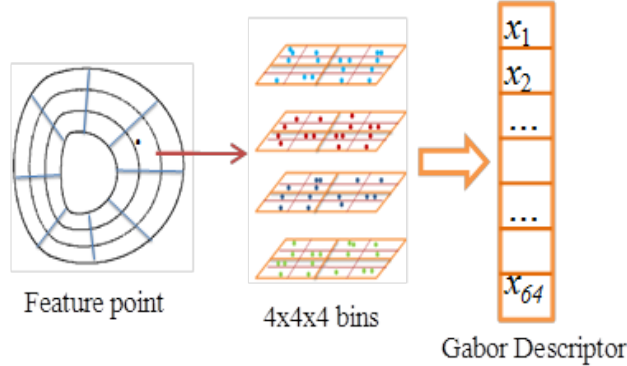 x1
x2
...
...
x64
Feature point
4x4x4 bins
Gabor Descriptor